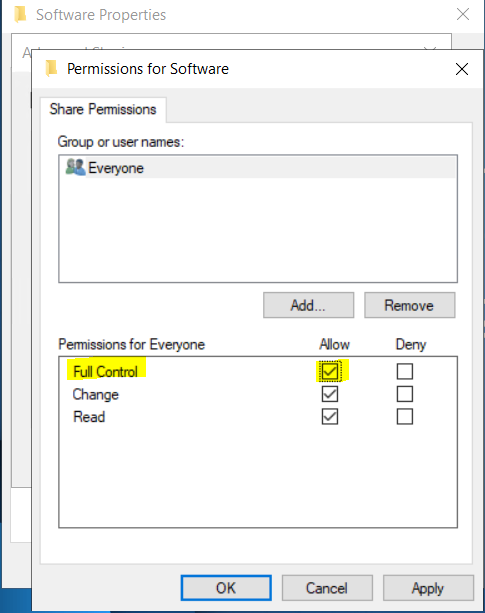 Software Properties
Permissions for Software
Share Permissions
Group or user names:
Everyone
Add...
Remove
Permissions for Everyone
Allow
Deny
Full Control
Change
Read
OK
Cancel
Apply